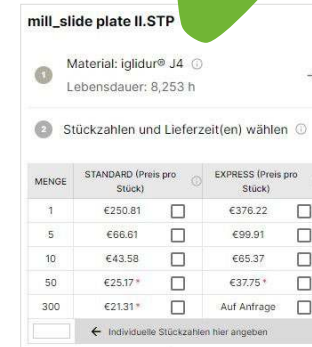 mill_slide plate II.STP
1 Material: iglidur® J4
Lebensdauer: 8,253 h
2 Stückzahlen und Lieferzeit(en) wählen
MENGE STANDARD (Preis pro Stück) EXPRESS (Preis pro Stück)
1 €250.81 €376.22
5 €66.61 €99.91
10 €43.58 €65.37
50 €25.17 * €37.75 *
300 €21.31 * Auf Anfrage
← Individuelle Stückzahlen hier angeben